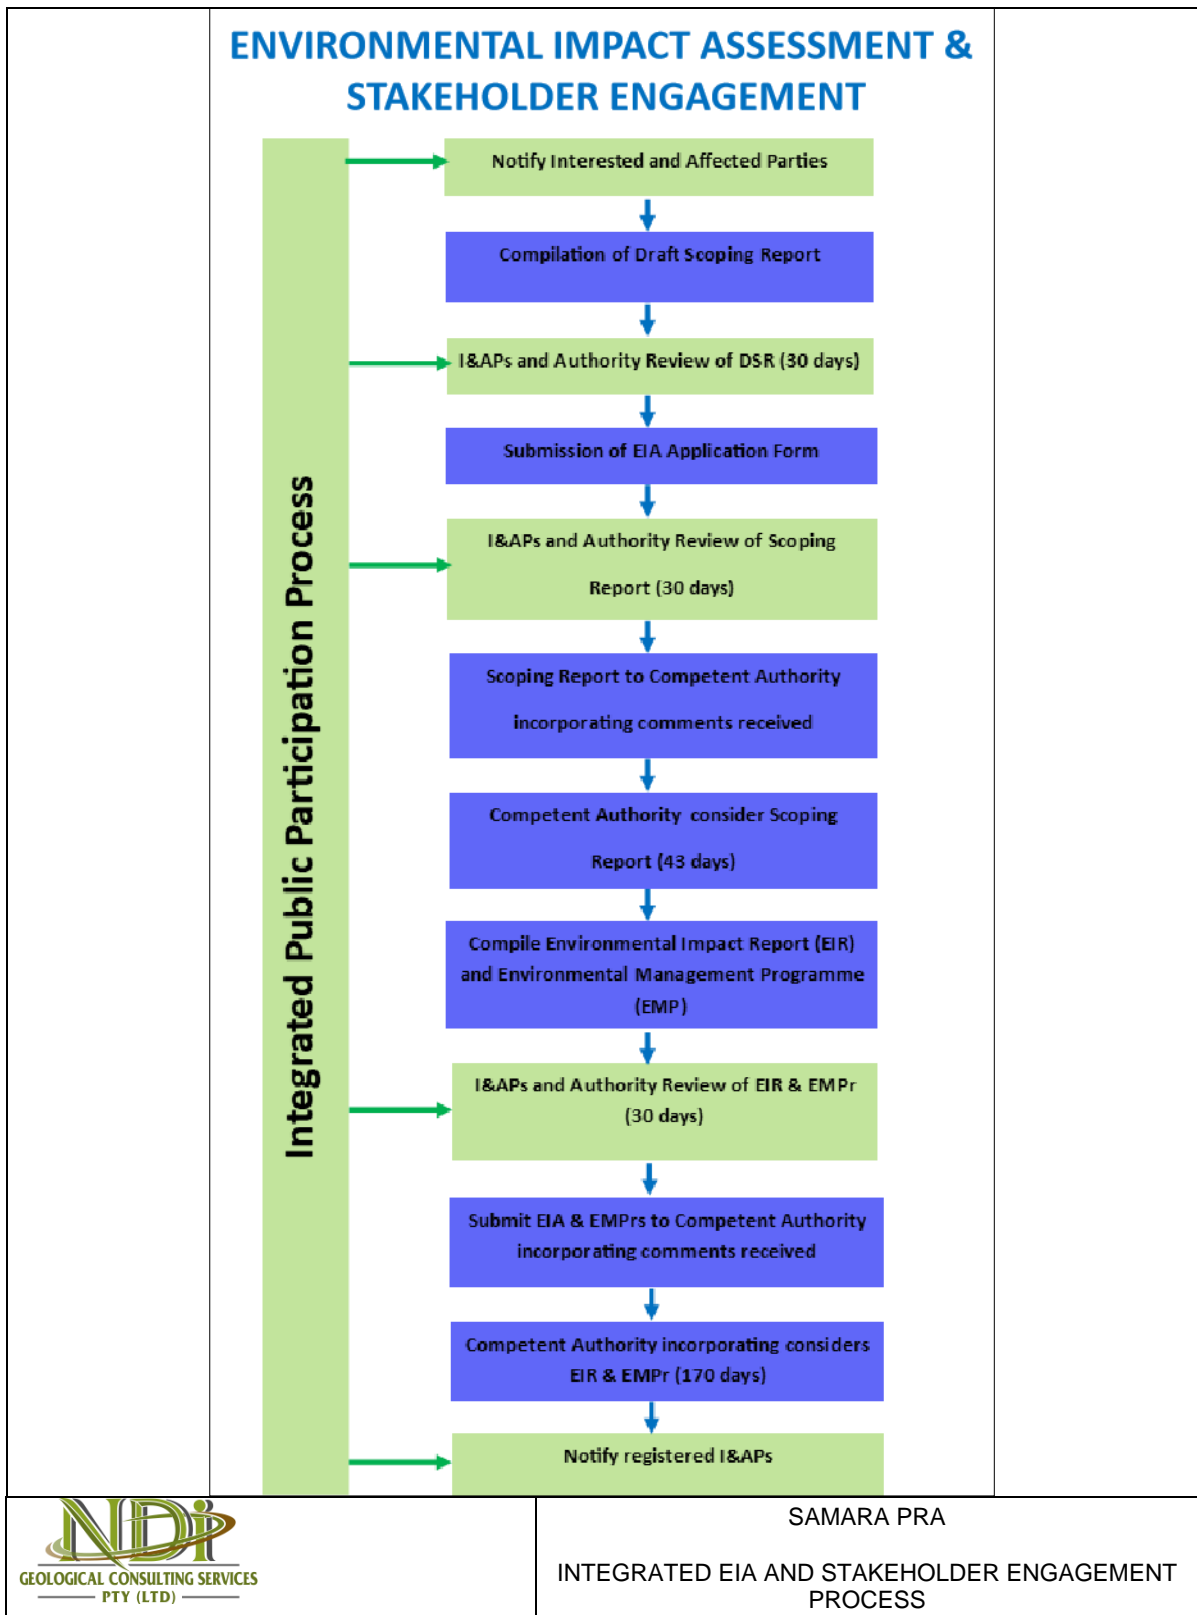 ENVIRONMENTAL IMPACT ASSESSMENT &
STAKEHOLDER ENGAGEMENT
Integrated Public Participation Process
Notify Interested and Affected Parties
Compilation of Draft Scoping Report
I&APs and Authority Review of DSR (30 days)
Submission of EIA Application Form
I&APs and Authority Review of Scoping
Report (30 days)
Scoping Report to Competent Authority
incorporating comments received
Competent Authority consider Scoping
Report (43 days)
Compile Environmental Impact Report (EIR)
and Environmental Management Programme
(EMP)
I&APs and Authority Review of EIR & EMPr
(30 days)
Submit EIA & EMPrs to Competent Authority
incorporating comments received
Competent Authority incorporating considers
EIR & EMPr (170 days)
Notify registered I&APs
NDi
GEOLOGICAL CONSULTING SERVICES
PTY (LTD)
SAMARA PRA
INTEGRATED EIA AND STAKEHOLDER ENGAGEMENT
PROCESS